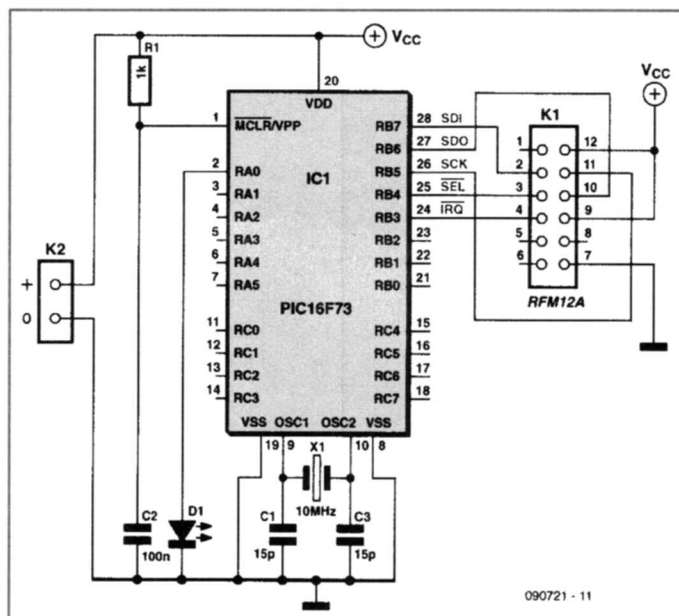 VCC
R1
1k
20
VDD
1 MCLR/VPP
RB7 28 SDI
RB6 27 SDO
2 RA0
RB5 26 SCK
IC1
3 RA1
RB4 25 SEL
4 RA2
RB3 24 IRQ
5 RA3
RB2 23
6 RA4
RB1 22
7 RA5
RB0 21
PIC16F73
11 RC0
RC4 15
12 RC1
RC5 16
13 RC2
RC6 17
14 RC3
RC7 18
VSS OSC1 OSC2 VSS
19 9 X1 10 8
10MHz
K2
+
0
C2
100n
D1
C1
15p
C3
15p
VCC
K1
1 12
2 11
3 10
4 9
5 8
6 7
RFM12A
090721 - 11